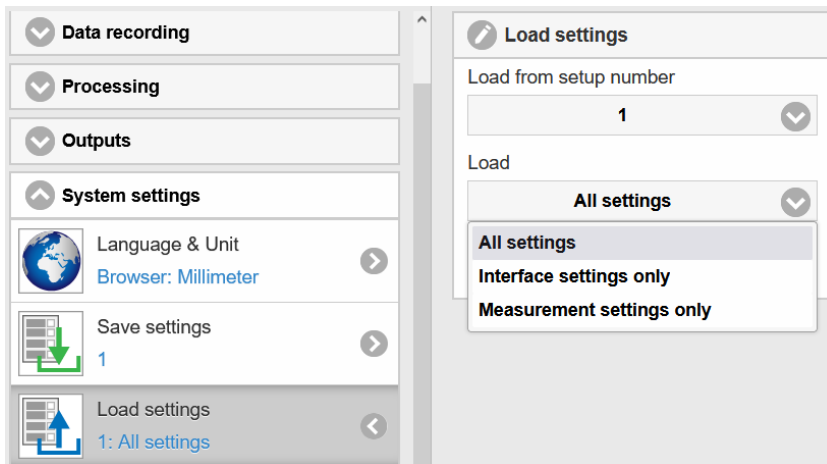 Data recording
Processing
Outputs
System settings
Language & Unit
Browser: Millimeter
Save settings
1
Load settings
1: All settings
Load settings
Load from setup number
1
Load
All settings
All settings
Interface settings only
Measurement settings only